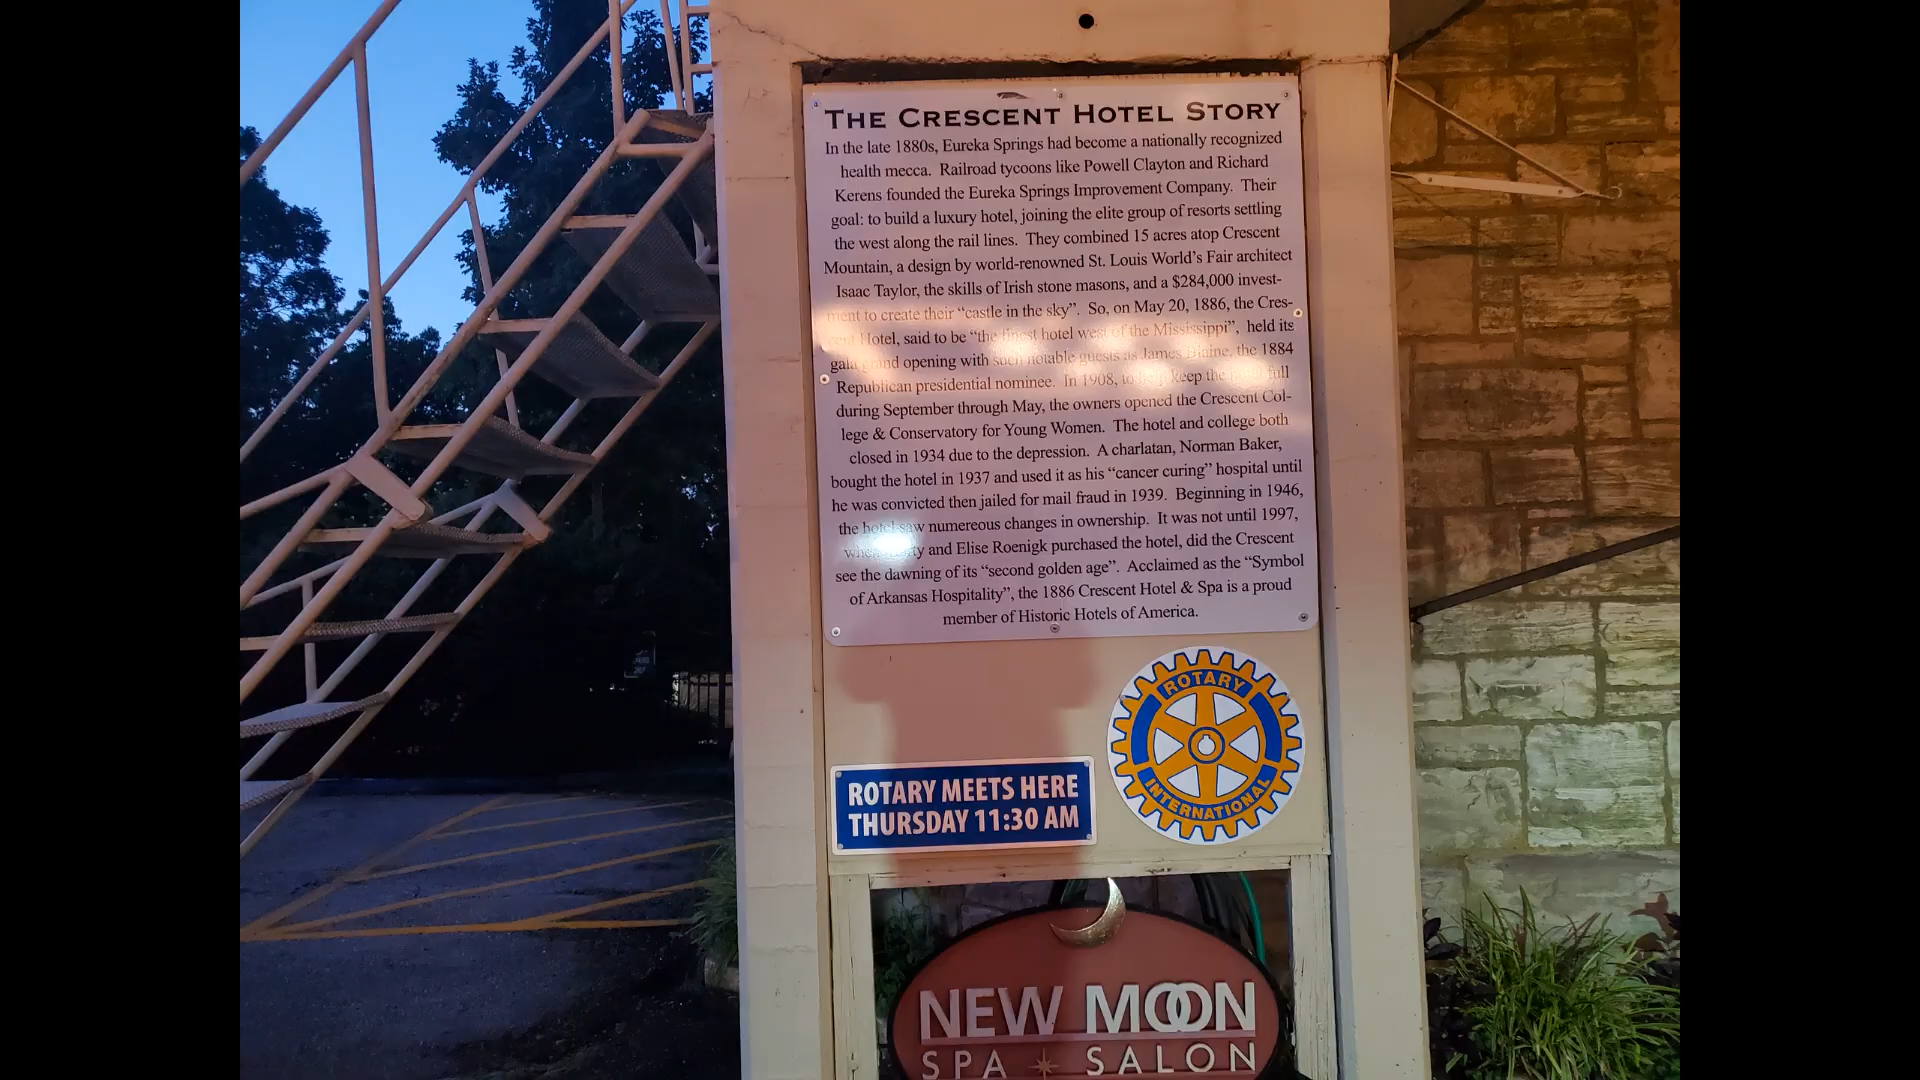 THE CRESCENT HOTEL STORY
In the late 1880s, Eureka Springs had become a nationally recognized
health mecca. Railroad tycoons like Powell Clayton and Richard
Kerens founded the Eureka Springs Improvement Company. Their
goal: to build a luxury hotel, joining the elite group of resorts settling
the west along the rail lines. They combined 15 acres atop Crescent
Mountain, a design by world-renowned St. Louis World's Fair architect
Isaac Taylor, the skills of Irish stone masons, and a $284,000 invest-
ment to create their "castle in the sky". So, on May 20, 1886, the Cres-
cent Hotel, said to be "the finest hotel west of the Mississippi", held its
gala grand opening with such notable guests as James Blaine, the 1884
Republican presidential nominee. In 1908, to help keep the hotel full
during September through May, the owners opened the Crescent Col-
lege & Conservatory for Young Women. The hotel and college both
closed in 1934 due to the depression. A charlatan, Norman Baker,
bought the hotel in 1937 and used it as his "cancer curing" hospital until
he was convicted then jailed for mail fraud in 1939. Beginning in 1946,
the hotel saw numereous changes in ownership. It was not until 1997,
when and Elise Roenigk purchased the hotel, did the Crescent
see the dawning of its "second golden age". Acclaimed as the "Symbol
of Arkansas Hospitality", the 1886 Crescent Hotel & Spa is a proud
member of Historic Hotels of America.
ROTARY
INTERNATIONAL
ROTARY MEETS HERE
THURSDAY 11:30 AM
NEW MOON
SPA SALON